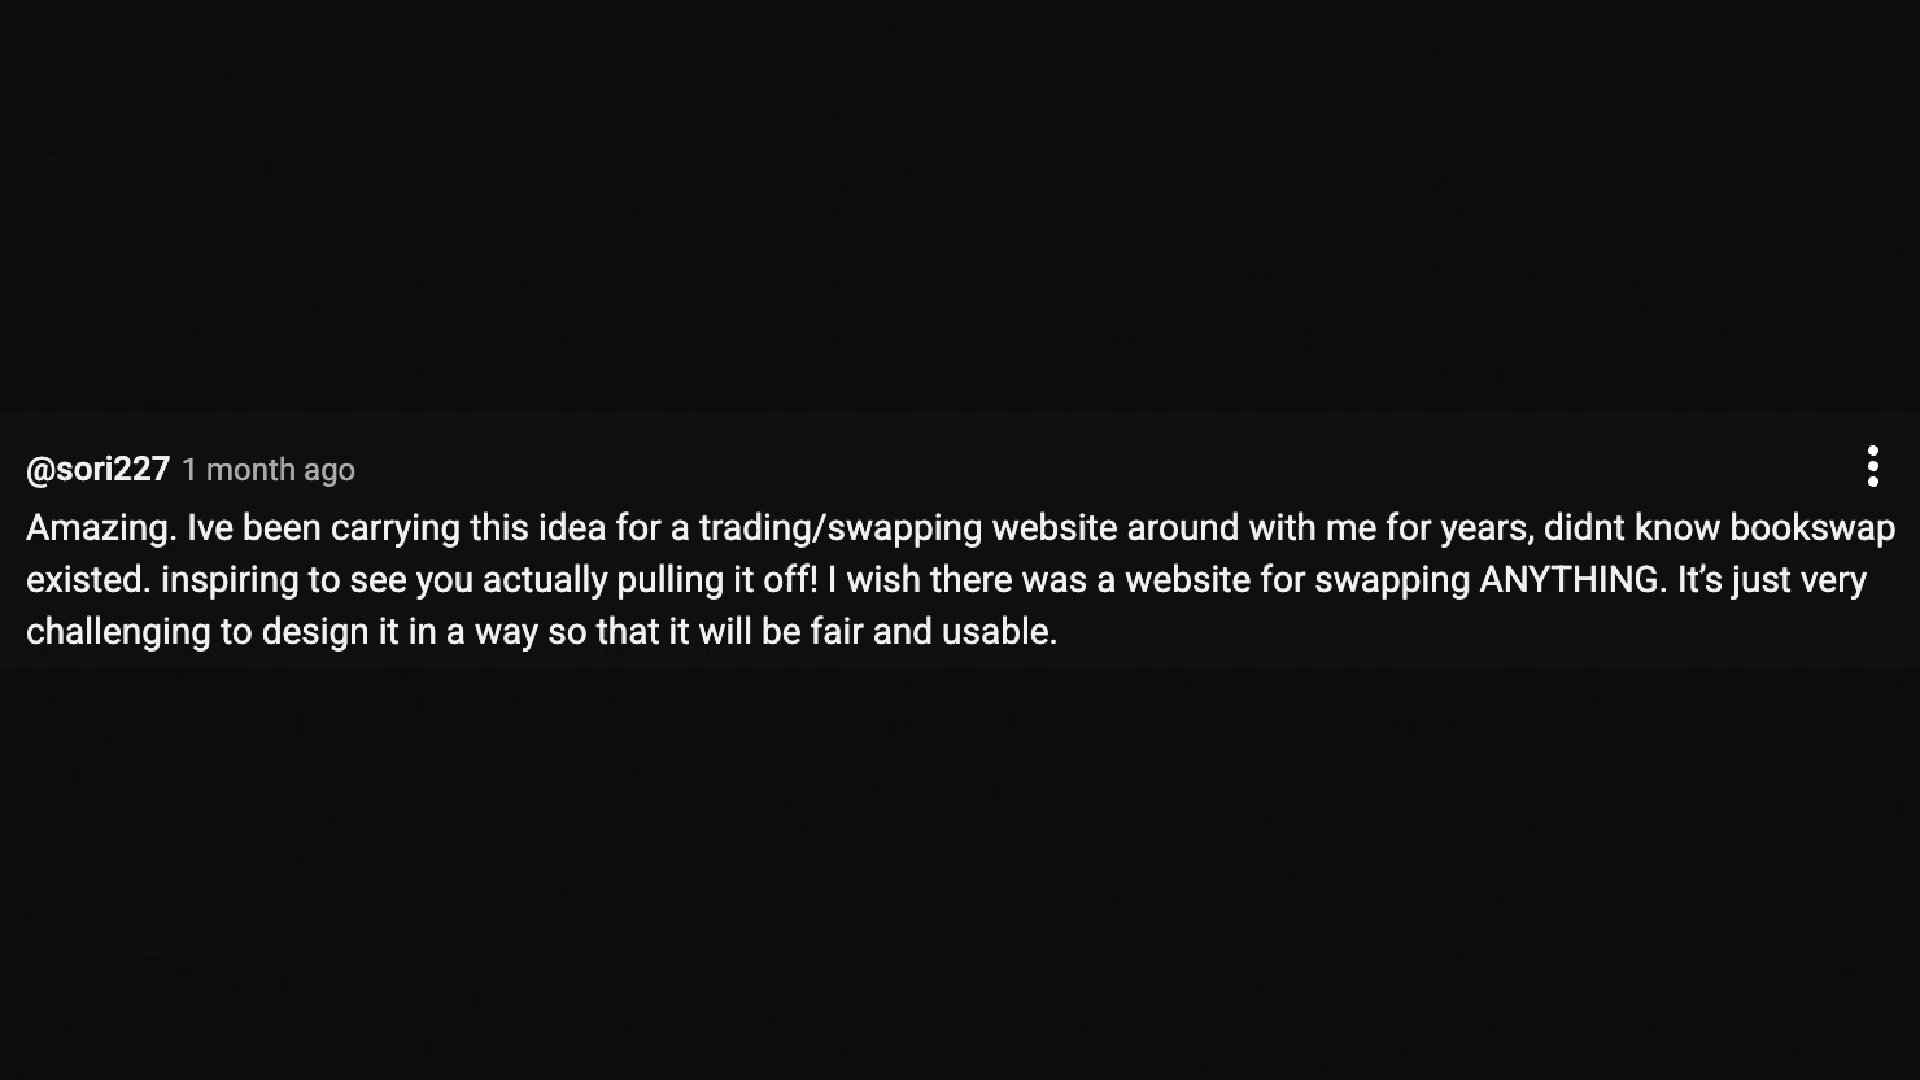 @sori227 1 month ago
Amazing. Ive been carrying this idea for a trading/swapping website around with me for years, didnt know bookswap
existed. inspiring to see you actually pulling it off! I wish there was a website for swapping ANYTHING. It’s just very
challenging to design it in a way so that it will be fair and usable.